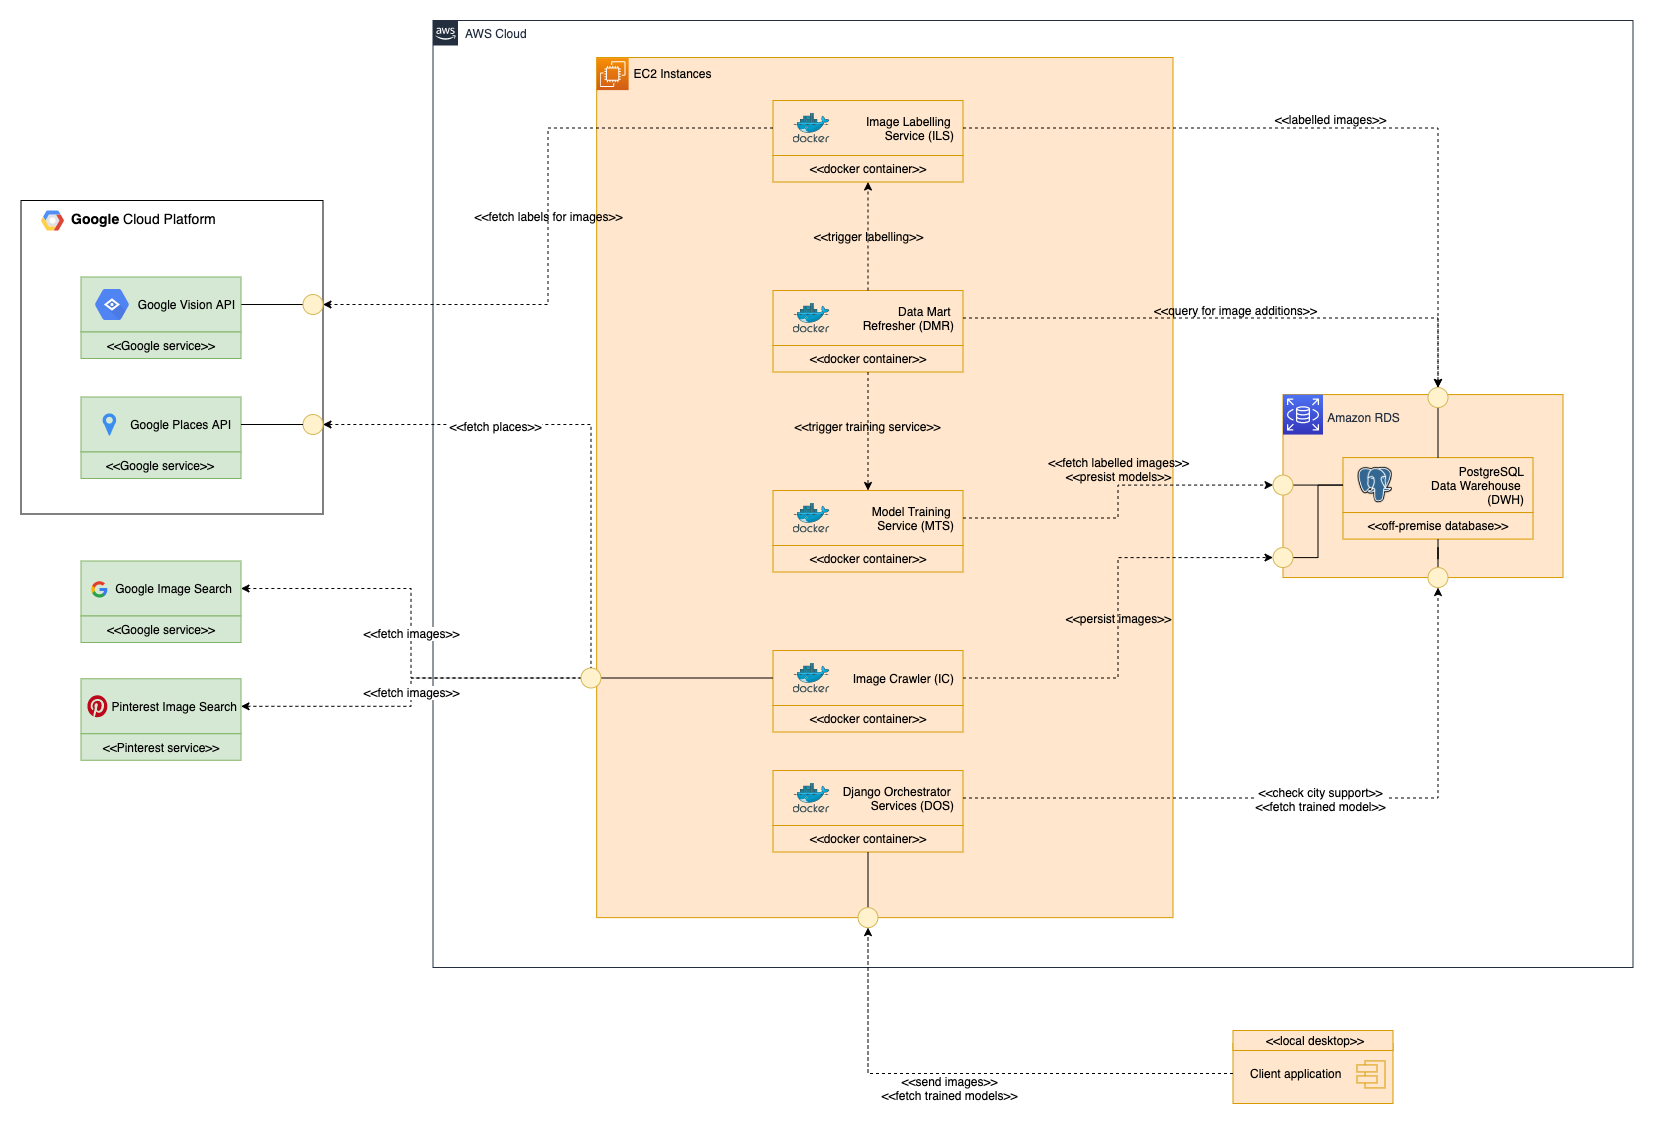 aws
AWS Cloud
EC2 Instances
docker
Image Labelling
Service (ILS)
<<docker container>>
<<labelled images>>
<<fetch labels for images>>
<<trigger labelling>>
Google Cloud Platform
Google Vision API
<<Google service>>
docker
Data Mart
Refresher (DMR)
<<docker container>>
<<query for image additions>>
Google Places API
<<Google service>>
<<fetch places>>
<<trigger training service>>
Amazon RDS
PostgreSQL
Data Warehouse
(DWH)
<<off-premise database>>
<<fetch labelled images>>
<<presist models>>
docker
Model Training
Service (MTS)
<<docker container>>
Google Image Search
<<Google service>>
<<fetch images>>
<<persist images>>
docker
Image Crawler (IC)
<<docker container>>
<<fetch images>>
Pinterest Image Search
<<Pinterest service>>
docker
Django Orchestrator
Services (DOS)
<<docker container>>
<<check city support>>
<<fetch trained model>>
<<local desktop>>
Client application
<<send images>>
<<fetch trained models>>